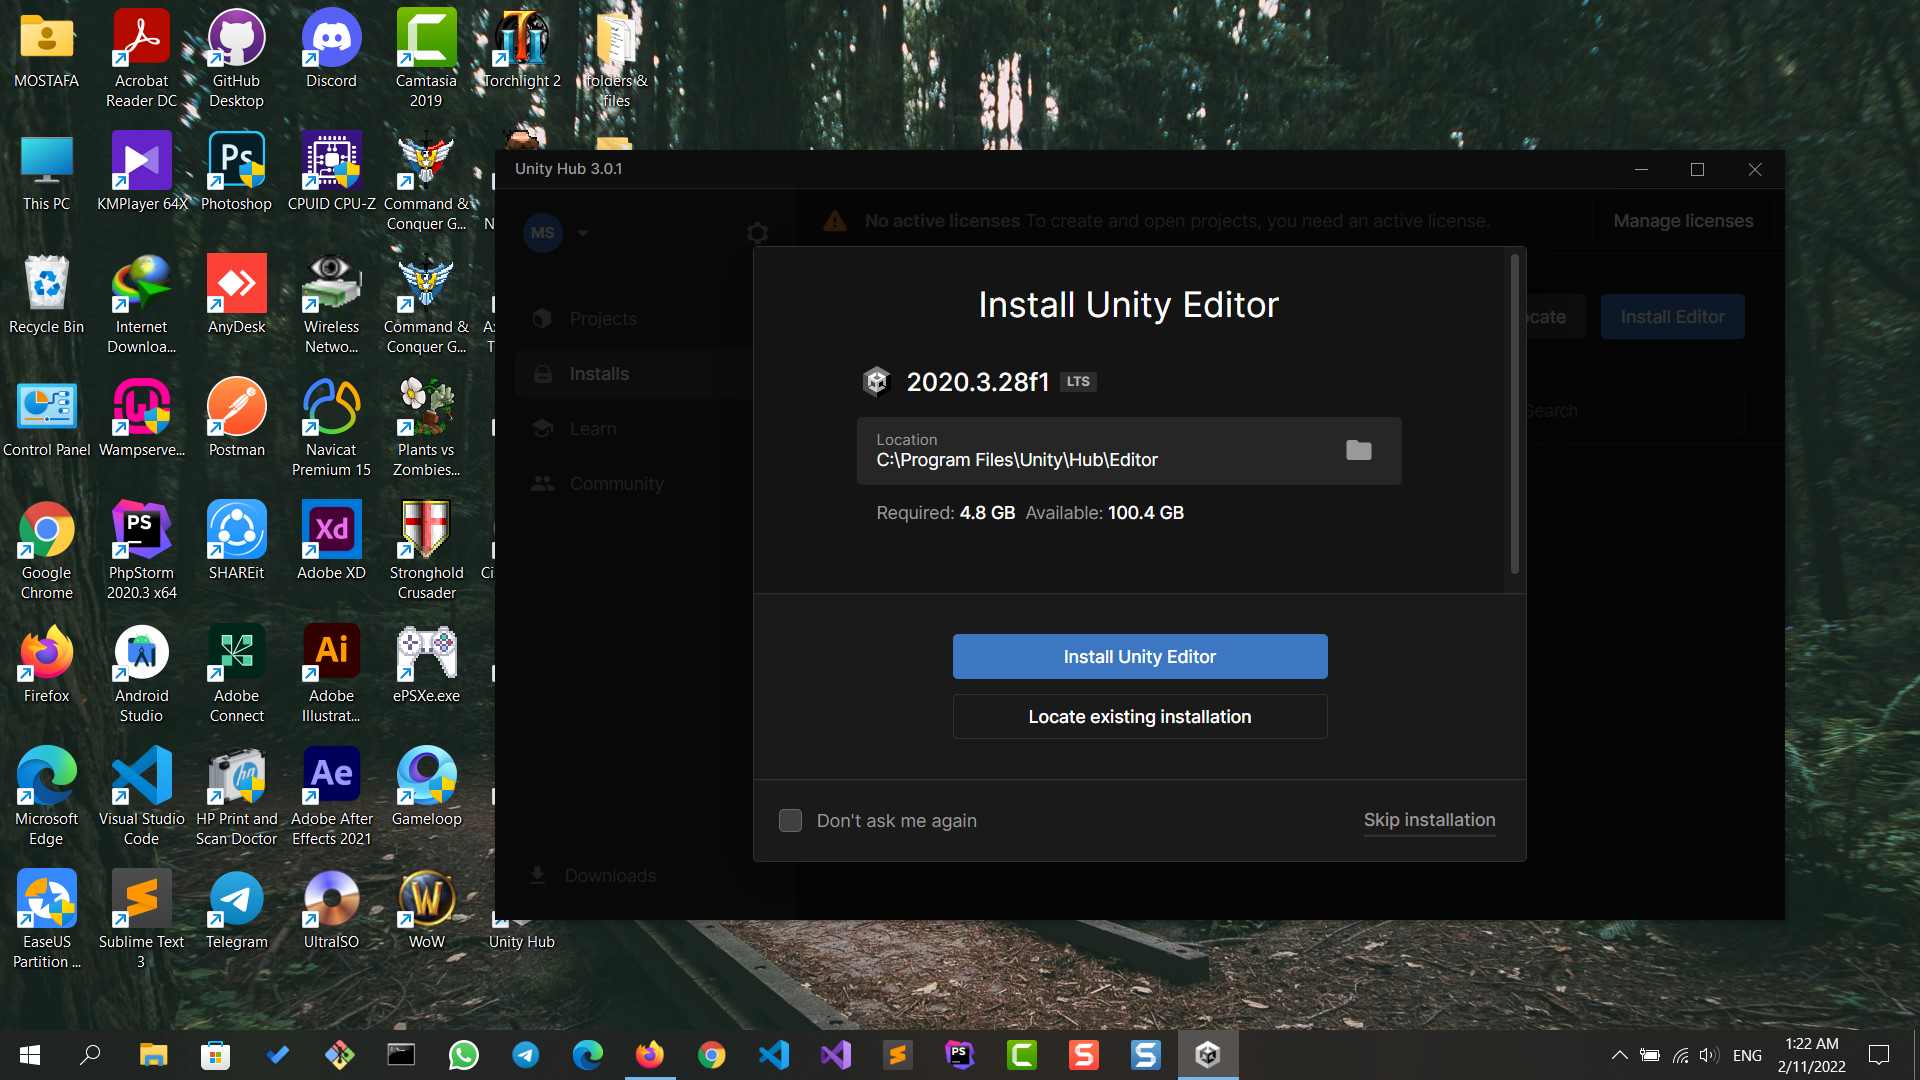 MOSTAFA
Acrobat
Reader DC
GitHub
Desktop
Discord
Camtasia
2019
Torchlight 2
folders &
files
This PC
KMPlayer 64X
Ps
Photoshop
CPUID CPU-Z
Command &
Conquer G...
N
Recycle Bin
Internet
Downloa...
AnyDesk
Wireless
Netwo...
Command &
Conquer G...
Control Panel
Wampserve...
Postman
Navicat
Premium 15
Plants vs
Zombies...
Google
Chrome
PS
PhpStorm
2020.3 x64
SHAREit
Xd
Adobe XD
Stronghold
Crusader
Firefox
Android
Studio
Adobe
Connect
Ai
Adobe
Illustrat...
ePSXe.exe
Microsoft
Edge
Visual Studio
Code
hp
HP Print and
Scan Doctor
Ae
Adobe After
Effects 2021
Gameloop
EaseUS
Partition ...
Sublime Text
3
Telegram
UltraISO
W
WoW
Unity Hub
Unity Hub 3.0.1
MS
No active licenses To create and open projects, you need an active license.
Manage licenses
Projects
Installs
Learn
Community
Downloads
cate
Install Editor
Search
Install Unity Editor
2020.3.28f1 LTS
Location
C:\Program Files\Unity\Hub\Editor
Required: 4.8 GB Available: 100.4 GB
Install Unity Editor
Locate existing installation
Don't ask me again
Skip installation
PS
S
S
ENG
1:22 AM
2/11/2022